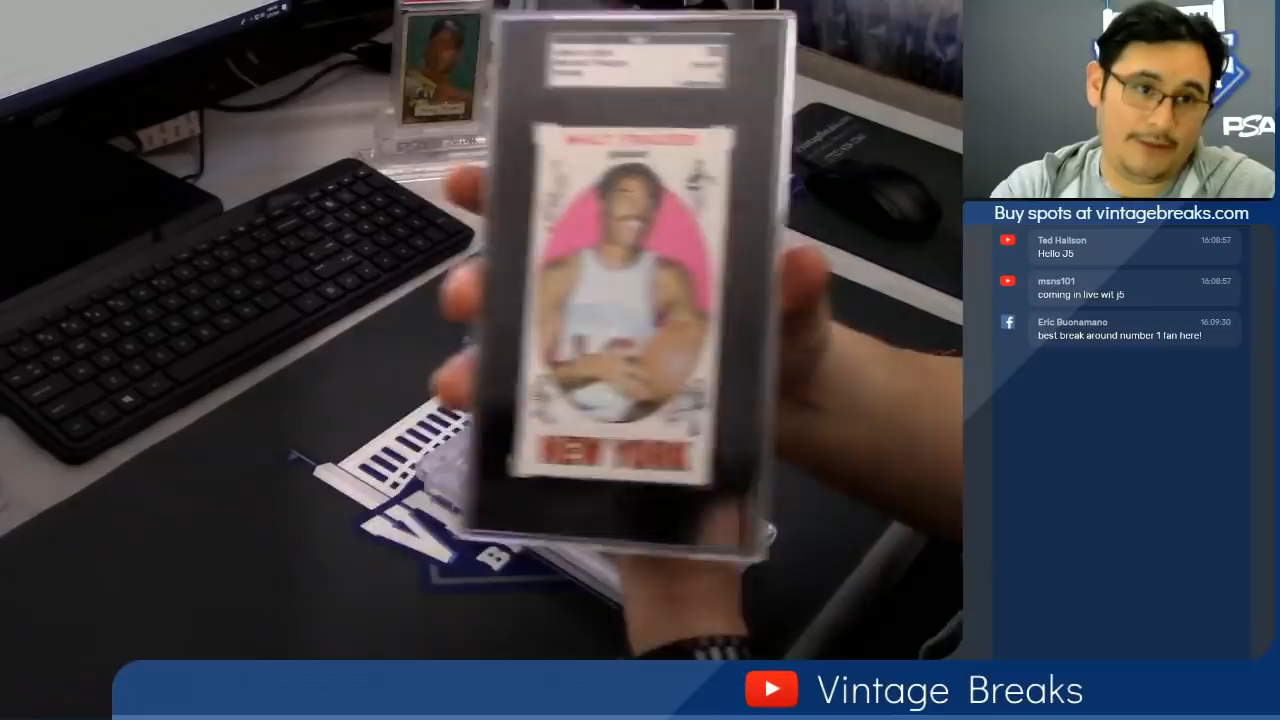 WALT FRAZIER
NEW YORK
PSA
Buy spots at vintagebreaks.com
Ted Hallson 16:08:57
Hello J5
msns101 16:08:57
coming in live wit j5
Eric Buonamano 16:09:30
best break around number 1 fan here!
Vintage Breaks